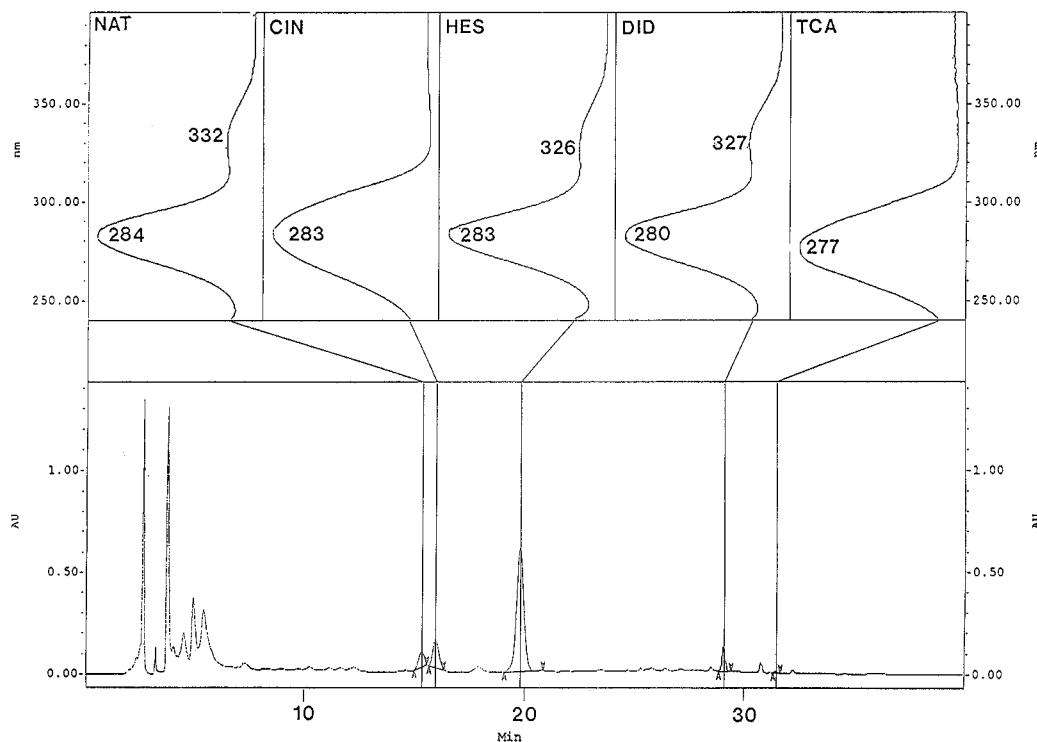 NAT CIN HES DID TCA
350.00- -350.00
332 326 327
nm nm
300.00- -300.00
284 283 283 280 277
250.00- -250.00
1.00- -1.00
AU AU
0.50- -0.50
0.00- -0.00
10 20 30
Min